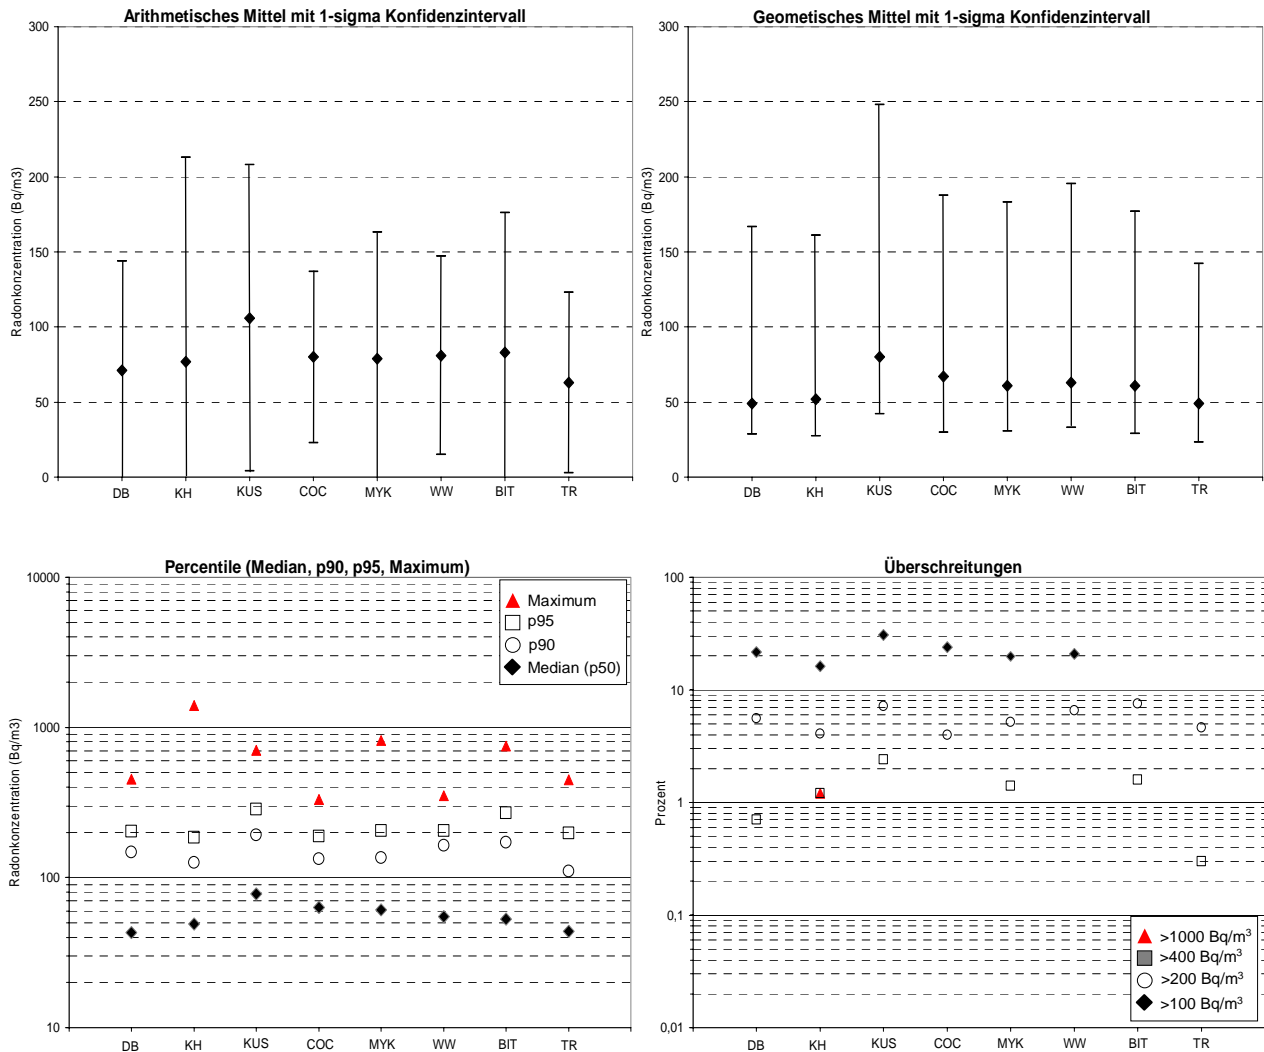 Arithmetisches Mittel mit 1-sigma Konfidenzintervall
300
250
200
150
100
50
0
Radonkonzentration (Bq/m3)
DB KH KUS COC MYK WW BIT TR
Geometisches Mittel mit 1-sigma Konfidenzintervall
300
250
200
150
100
50
0
Radonkonzentration (Bq/m3)
DB KH KUS COC MYK WW BIT TR
Percentile (Median, p90, p95, Maximum)
10000
1000
100
10
Radonkonzentration (Bq/m3)
Maximum
p95
p90
Median (p50)
DB KH KUS COC MYK WW BIT TR
Überschreitungen
100
10
1
0,1
0,01
Prozent
>1000 Bq/m³
>400 Bq/m³
>200 Bq/m³
>100 Bq/m³
DB KH KUS COC MYK WW BIT TR